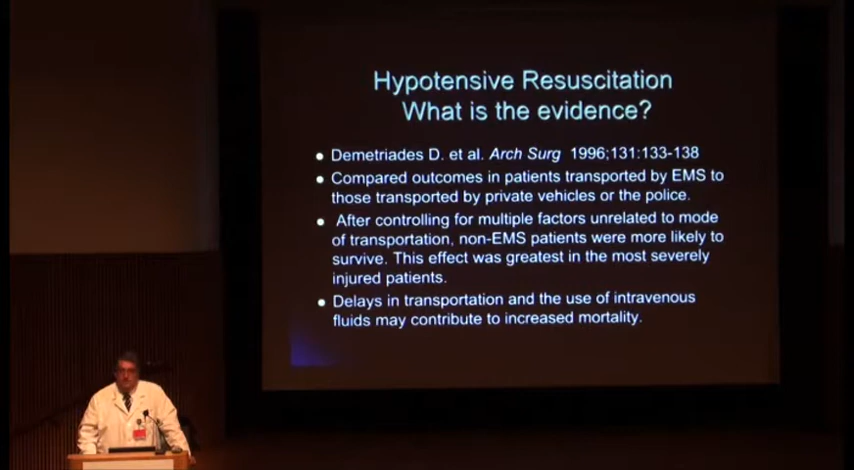 Hypotensive Resuscitation
What is the evidence?
● Demetriades D. et al. Arch Surg 1996;131:133-138
● Compared outcomes in patients transported by EMS to
those transported by private vehicles or the police.
● After controlling for multiple factors unrelated to mode
of transportation, non-EMS patients were more likely to
survive. This effect was greatest in the most severely
injured patients.
● Delays in transportation and the use of intravenous
fluids may contribute to increased mortality.